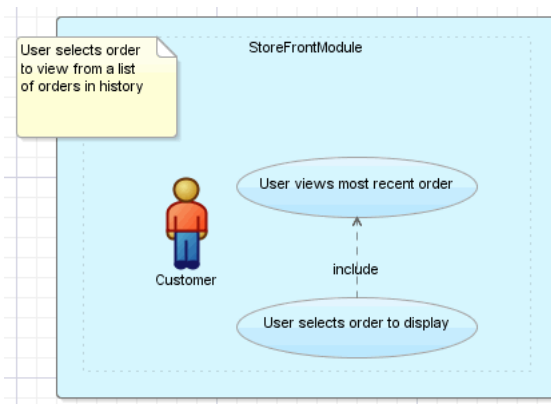 User selects order
to view from a list
of orders in history
StoreFrontModule
User views most recent order
include
Customer
User selects order to display